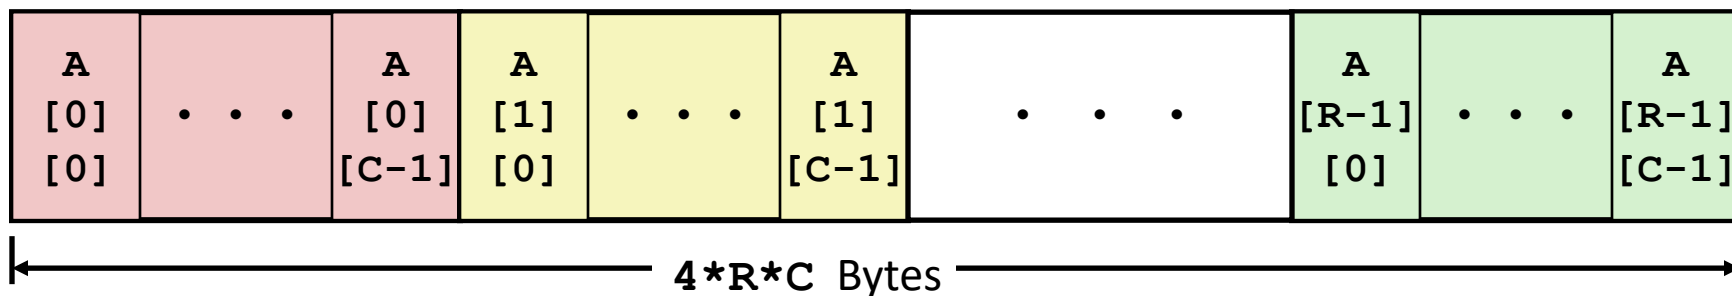 A A A A A A
[0] • • • [0] [1] • • • [1] • • • [R-1] • • • [R-1]
[0] [C-1] [0] [C-1] [0] [C-1]
4*R*C Bytes